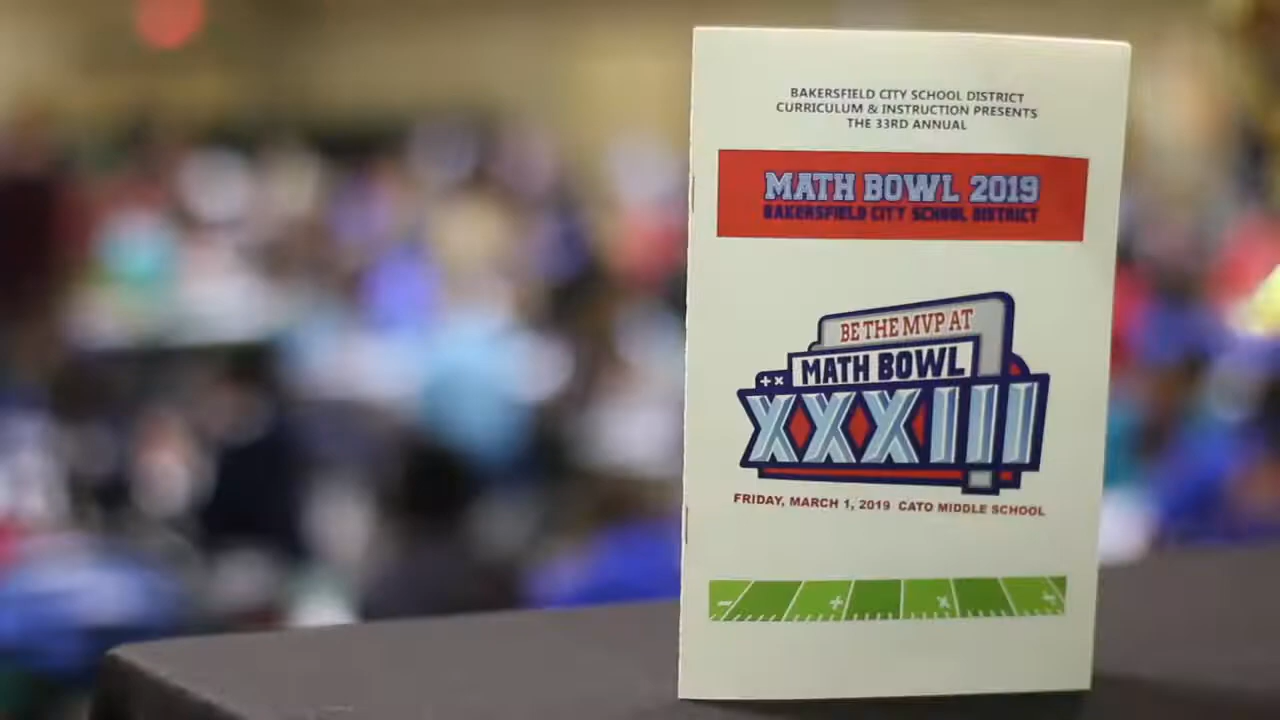 BAKERSFIELD CITY SCHOOL DISTRICT
CURRICULUM & INSTRUCTION PRESENTS
THE 33RD ANNUAL
MATH BOWL 2019
BAKERSFIELD CITY SCHOOL DISTRICT
BE THE MVP AT
+× MATH BOWL
XXXIII
FRIDAY, MARCH 1, 2019 CATO MIDDLE SCHOOL
− + × +